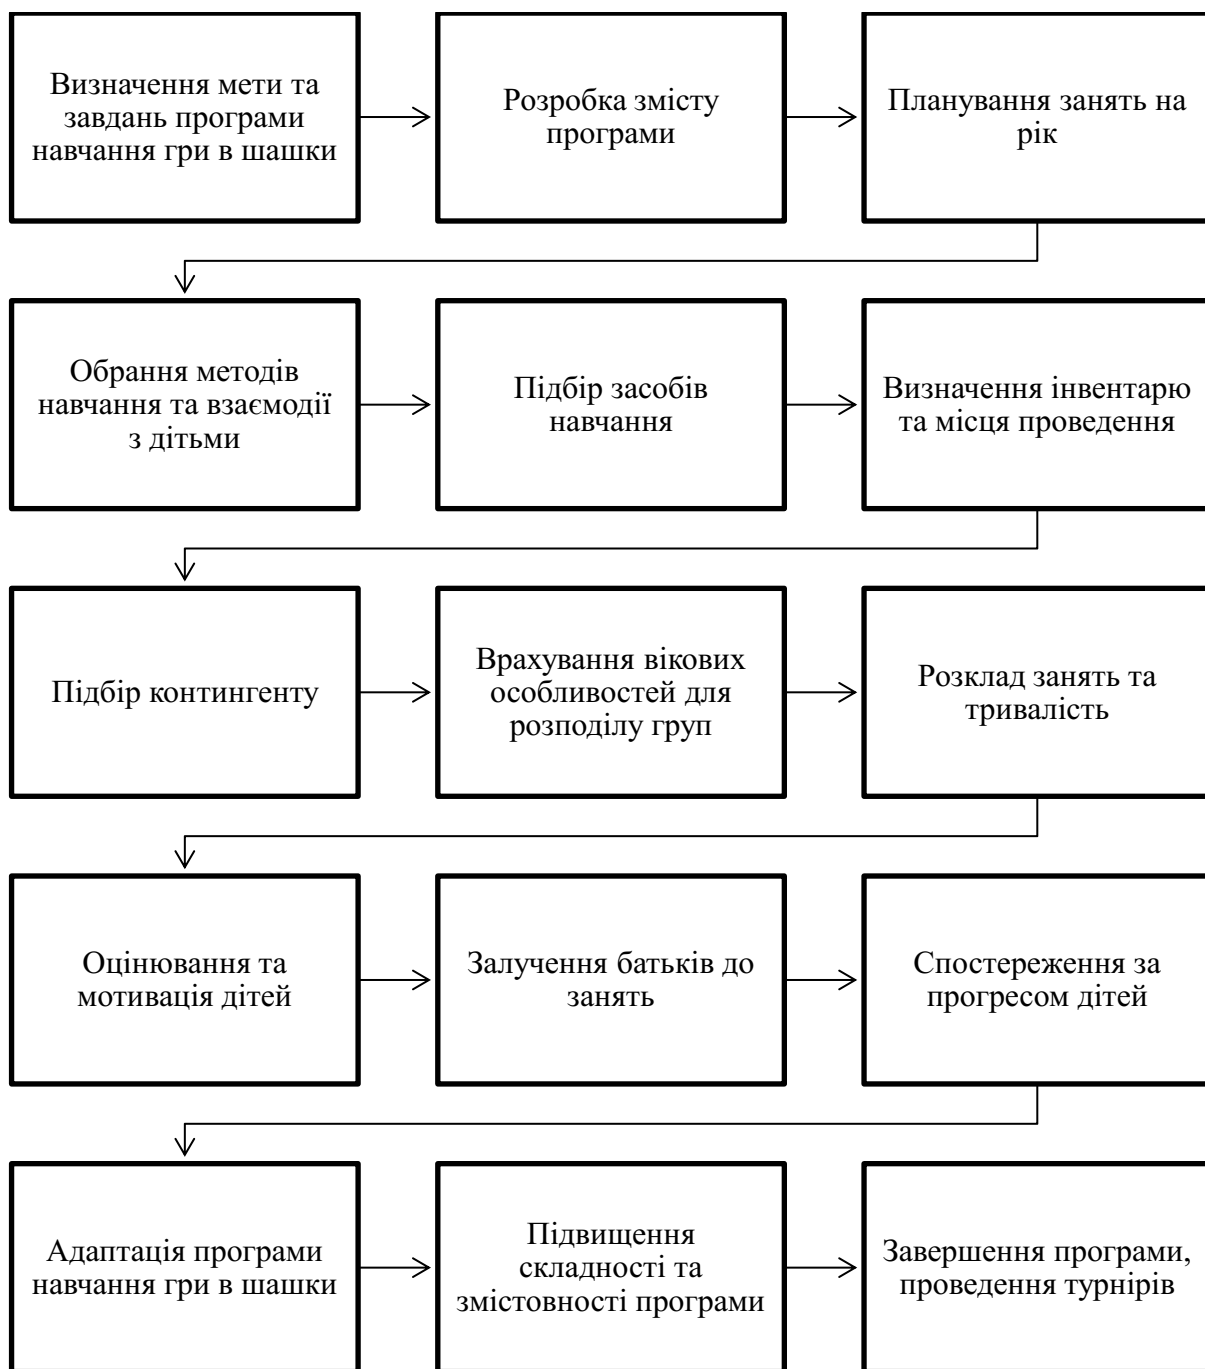 Визначення мети та
завдань програми
навчання гри в шашки
Розробка змісту
програми
Планування занять на
рік
Обрання методів
навчання та взаємодії
з дітьми
Підбір засобів
навчання
Визначення інвентарю
та місця проведення
Підбір контингенту
Врахування вікових
особливостей для
розподілу груп
Розклад занять та
тривалість
Оцінювання та
мотивація дітей
Залучення батьків до
занять
Спостереження за
прогресом дітей
Адаптація програми
навчання гри в шашки
Підвищення
складності та
змістовності програми
Завершення програми,
проведення турнірів